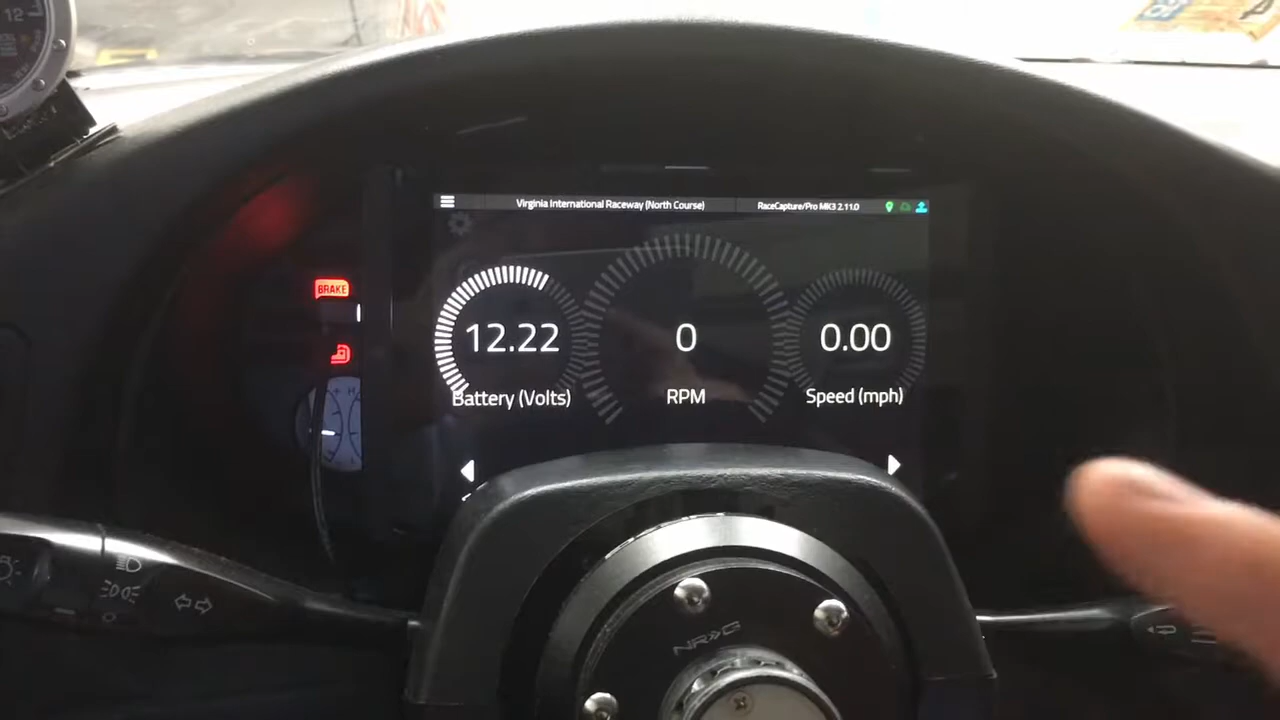 12
Virginia International Raceway (North Course)
RaceCapture/Pro MK3 2.11.0
BRAKE
12.22
0
0.00
Battery (Volts)
RPM
Speed (mph)
H
NRG